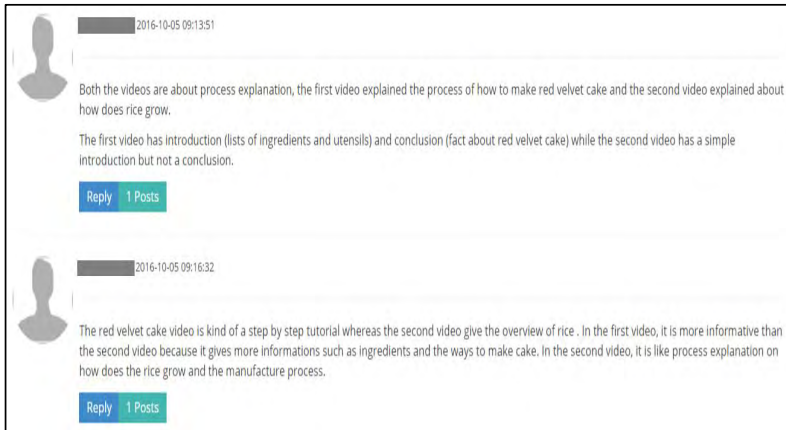 2016-10-05 09:13:51
Both the videos are about process explanation, the first video explained the process of how to make red velvet cake and the second video explained about
how does rice grow.
The first video has introduction (lists of ingredients and utensils) and conclusion (fact about red velvet cake) while the second video has a simple
introduction but not a conclusion.
Reply 1 Posts
2016-10-05 09:16:32
The red velvet cake video is kind of a step by step tutorial whereas the second video give the overview of rice . In the first video, it is more informative than
the second video because it gives more informations such as ingredients and the ways to make cake. In the second video, it is like process explanation on
how does the rice grow and the manufacture process.
Reply 1 Posts